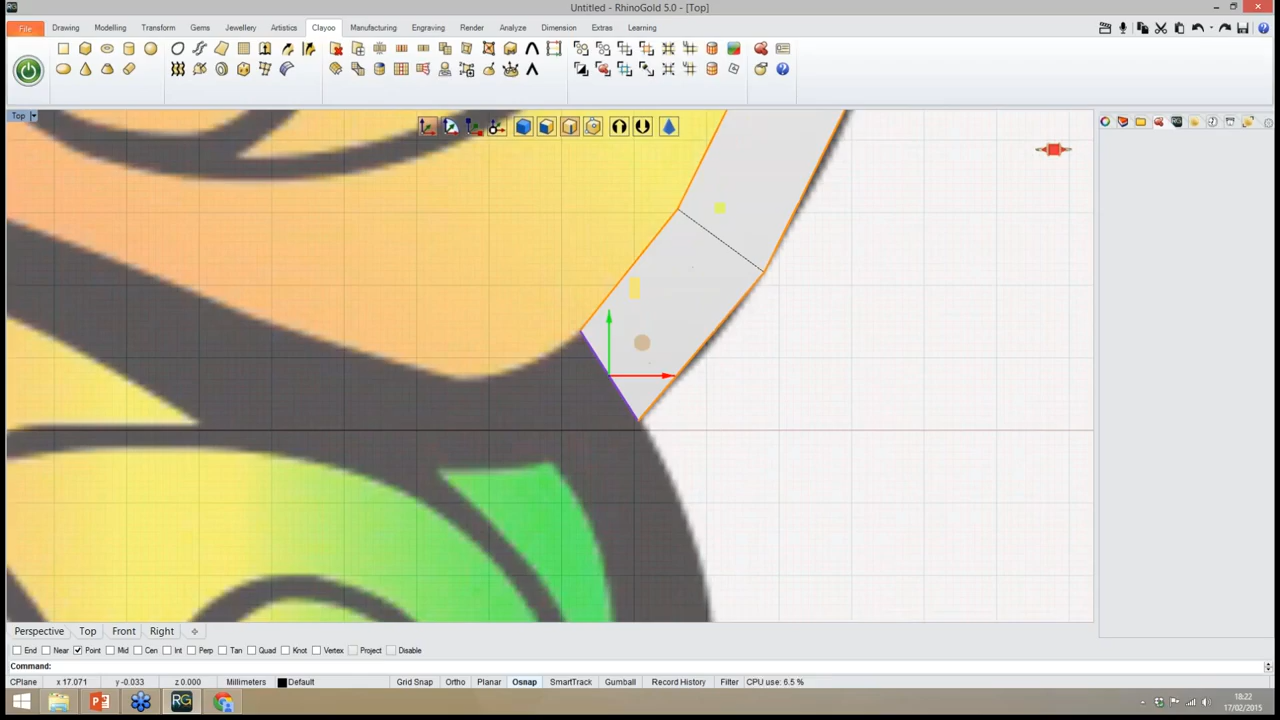 RG
Untitled - RhinoGold 5.0 - [Top]
File Drawing Modelling Transform Gems Jewellery Artistics Clayoo Manufacturing Engraving Render Analyze Dimension Extras Learning
Top
Perspective Top Front Right
End Near Point Mid Cen Int Perp Tan Quad Knot Vertex Project Disable
Command:
CPlane x 17.071 y -0.033 z 0.000 Millimeters Default Grid Snap Ortho Planar Osnap SmartTrack Gumball Record History Filter CPU use: 6.5 %
RG
18:22
17/02/2015